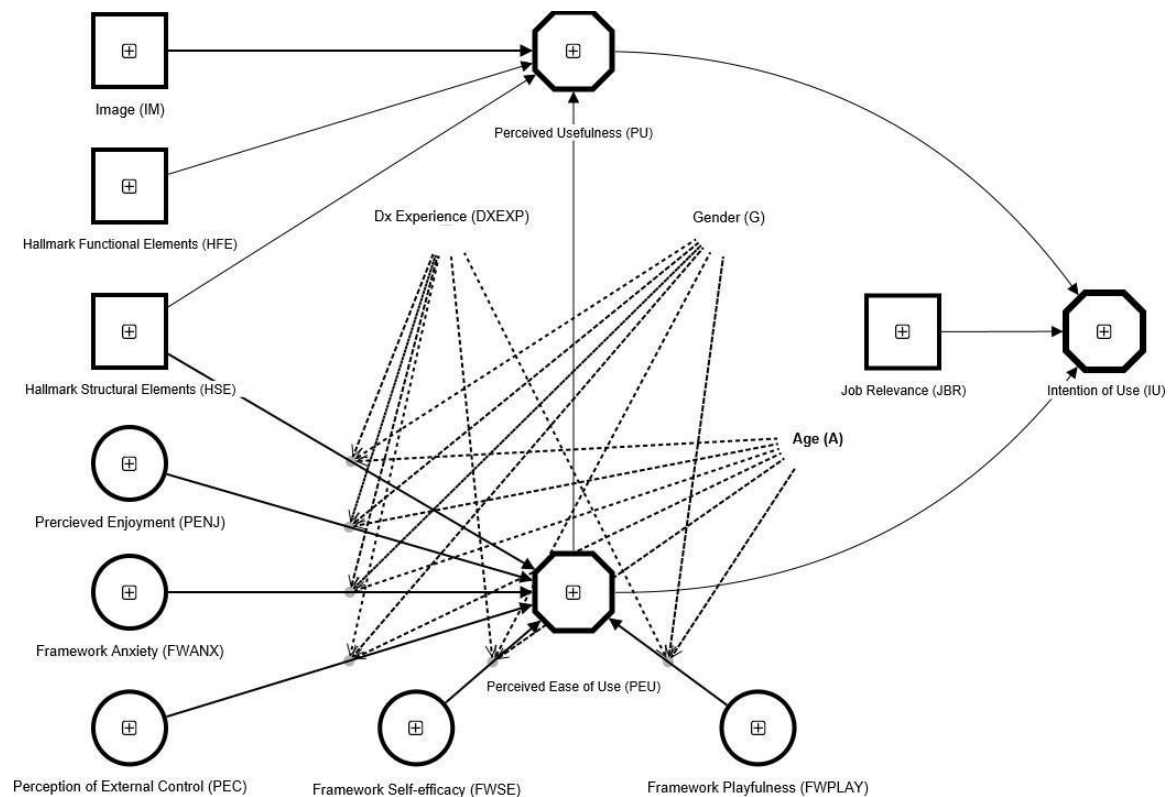 Image (IM)
Perceived Usefulness (PU)
Hallmark Functional Elements (HFE)
Dx Experience (DXEXP)
Gender (G)
Hallmark Structural Elements (HSE)
Job Relevance (JBR)
Intention of Use (IU)
Age (A)
Prercieved Enjoyment (PENJ)
Framework Anxiety (FWANX)
Perceived Ease of Use (PEU)
Perception of External Control (PEC)
Framework Self-efficacy (FWSE)
Framework Playfulness (FWPLAY)